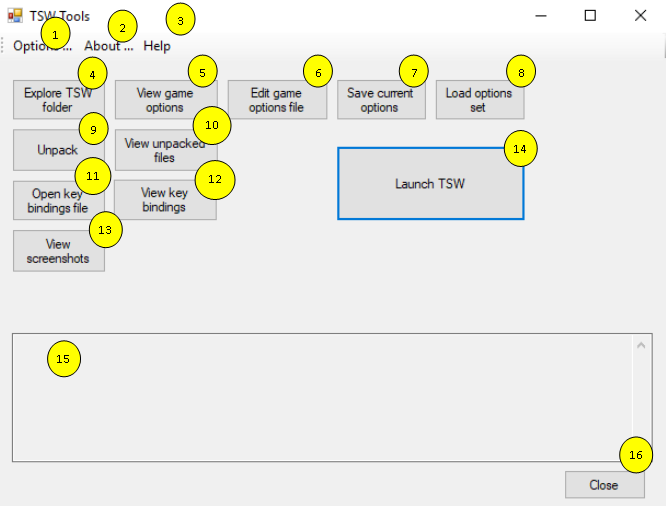 TSW Tools
1 2 3
Options ... About ... Help
4 5 6 7 8
Explore TSW folder
View game options
Edit game options file
Save current options
Load options set
9 10
Unpack
View unpacked files
14
Launch TSW
11 12
Open key bindings file
View key bindings
13
View screenshots
15
16
Close